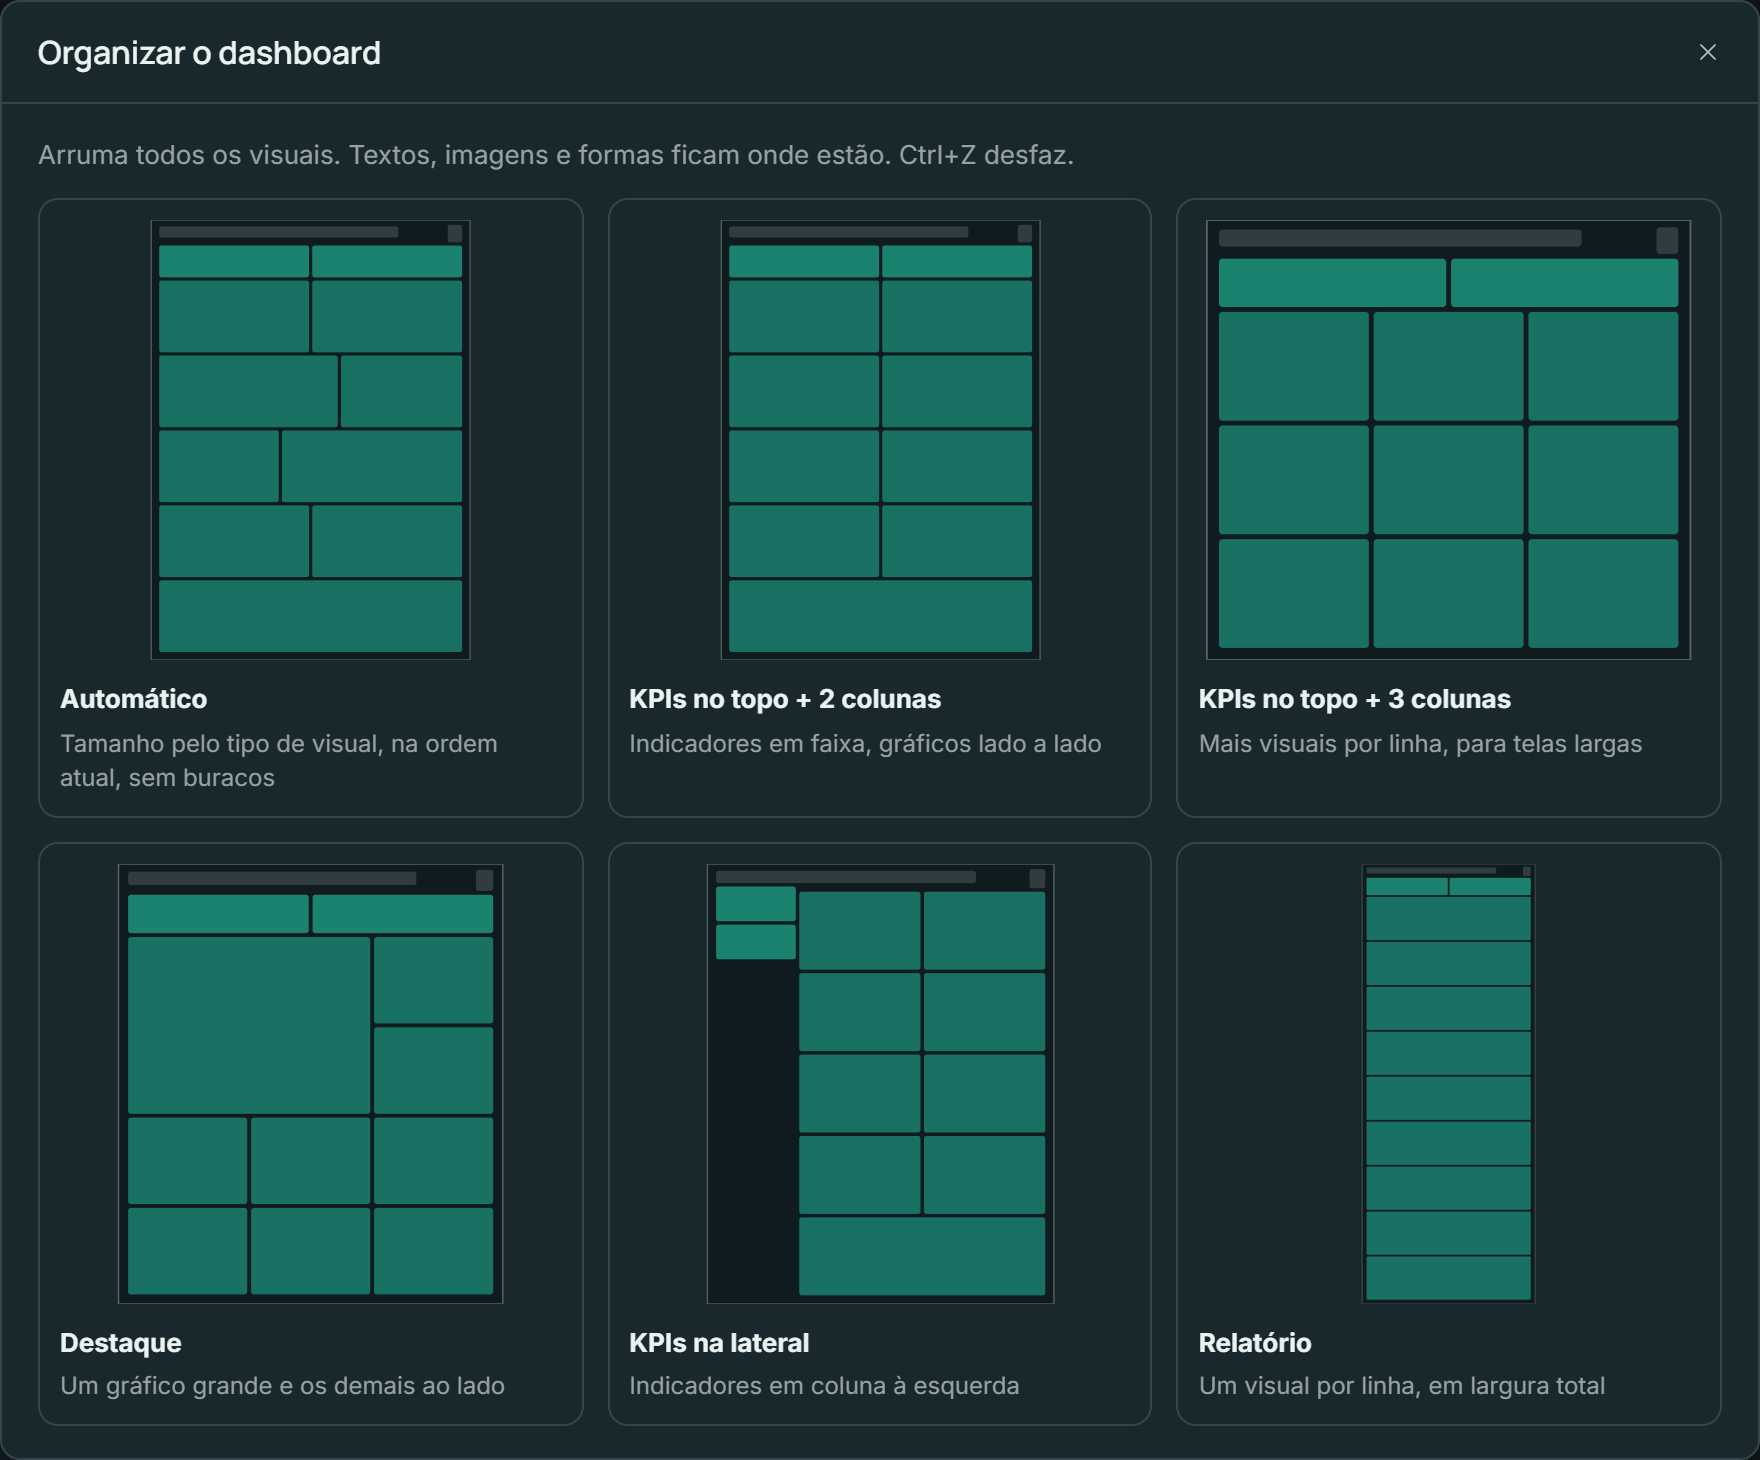 Organizar o dashboard
Arruma todos os visuais. Textos, imagens e formas ficam onde estão. Ctrl+Z desfaz.
Automático
Tamanho pelo tipo de visual, na ordem
atual, sem buracos
KPIs no topo + 2 colunas
Indicadores em faixa, gráficos lado a lado
KPIs no topo + 3 colunas
Mais visuais por linha, para telas largas
Destaque
Um gráfico grande e os demais ao lado
KPIs na lateral
Indicadores em coluna à esquerda
Relatório
Um visual por linha, em largura total